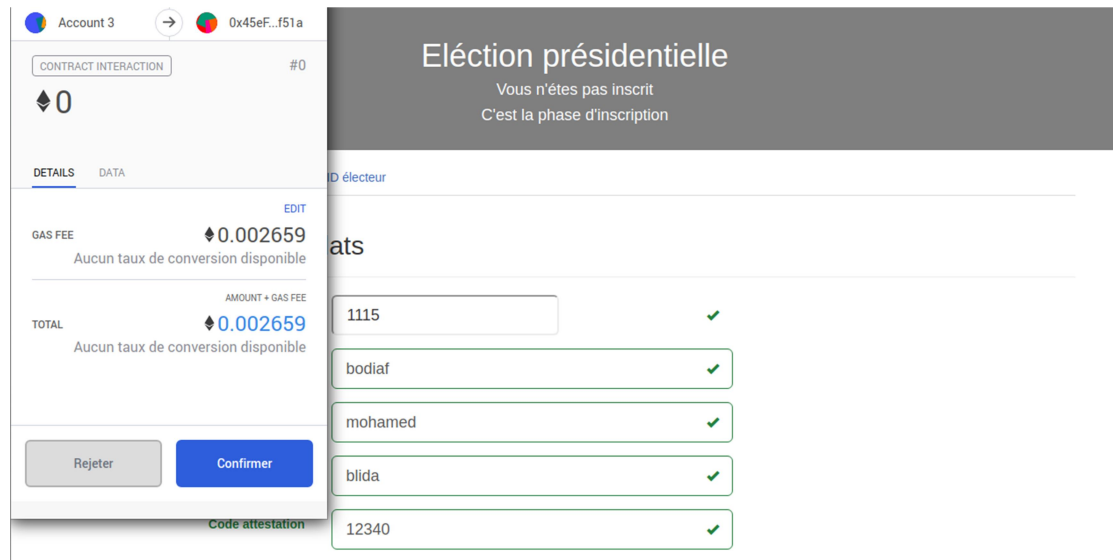 Account 3
0x45eF...f51a
CONTRACT INTERACTION
#0
0
DETAILS
DATA
EDIT
GAS FEE
0.002659
Aucun taux de conversion disponible
AMOUNT + GAS FEE
TOTAL
0.002659
Aucun taux de conversion disponible
Rejeter
Confirmer
Eléction présidentielle
Vous n'étes pas inscrit
C'est la phase d'inscription
ID électeur
ats
1115
bodiaf
mohamed
blida
Code attestation
12340